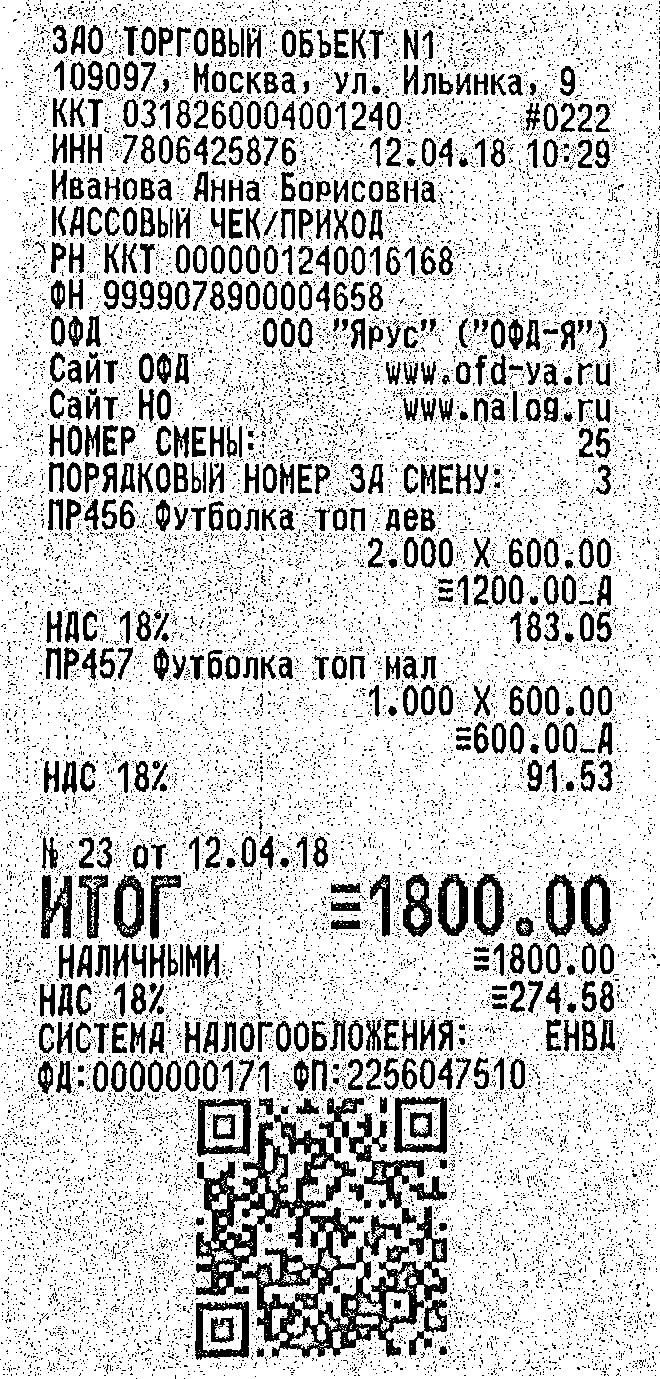 ЗАО ТОРГОВЫЙ ОБЪЕКТ N1
109097, Москва, ул. Ильинка, 9
ККТ 0318260004001240 #0222
ИНН 7806425876 12.04.18 10:29
Иванова Анна Борисовна
КАССОВЫЙ ЧЕК/ПРИХОД
РН ККТ 0000001240016168
ФН 9999078900004658
ОФД ООО "Ярус" ("ОФД-Я")
Сайт ОФД www.ofd-ya.ru
Сайт НО www.nalog.ru
НОМЕР СМЕНЫ: 25
ПОРЯДКОВЫЙ НОМЕР ЗА СМЕНУ: 3
ПР456 Футболка топ дев
2.000 X 600.00
≡1200.00_А
НДС 18% 183.05
ПР457 Футболка топ мал
1.000 X 600.00
≡600.00_А
НДС 18% 91.53
№ 23 от 12.04.18
ИТОГ ≡1800.00
НАЛИЧНЫМИ ≡1800.00
НДС 18% ≡274.58
СИСТЕМА НАЛОГООБЛОЖЕНИЯ: ЕНВД
ФД:0000000171 ФП:2256047510